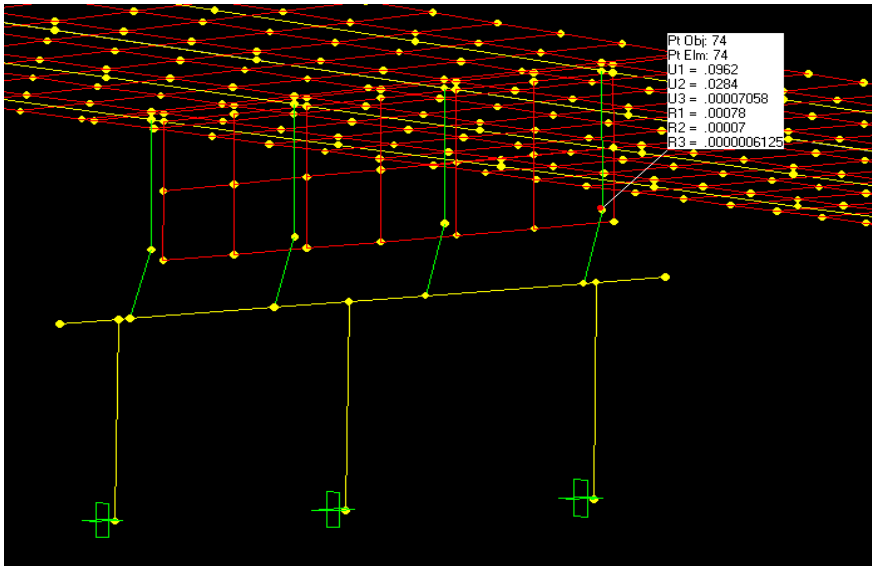 Pt Obj: 74
Pt Elm: 74
U1 = .0962
U2 = .0284
U3 = .00007058
R1 = .00078
R2 = .00007
R3 = .0000006125